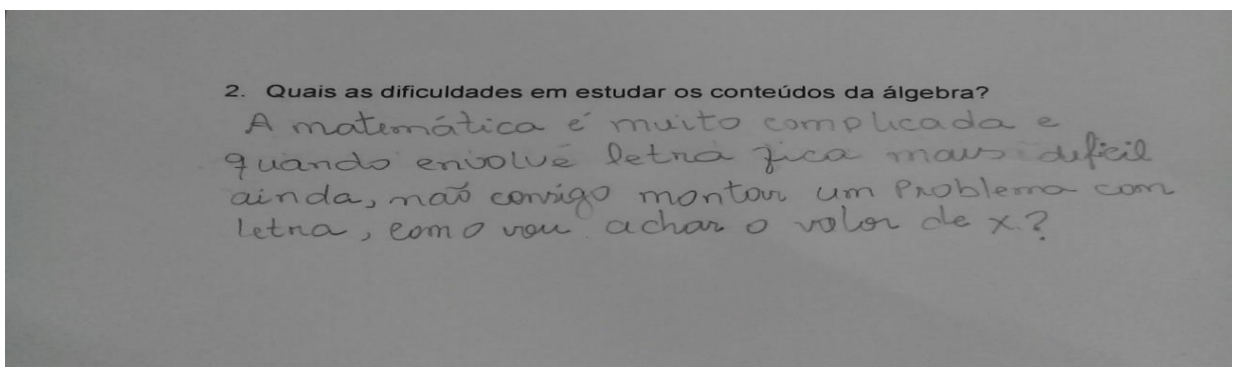 2. Quais as dificuldades em estudar os conteúdos da álgebra?
A matemática é muito complicada e
quando envolve letra fica mais dificil
ainda, não consigo montar um problema com
letra, como vou achar o valor de x.?